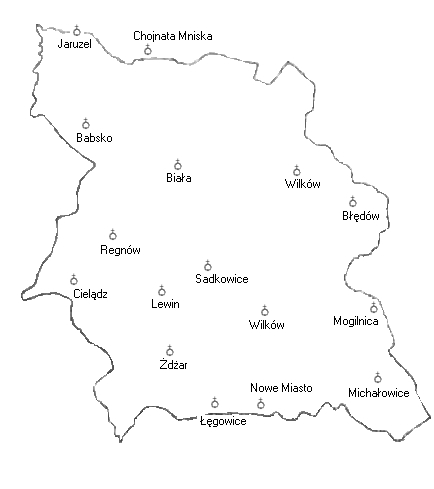 Jaruzel
Chojnata Mniska
Babsko
Biała
Wilków
Błędów
Regnów
Sadkowice
Cielądz
Lewin
Wilków
Mogilnica
Żdżar
Nowe Miasto
Michałowice
Łęgowice